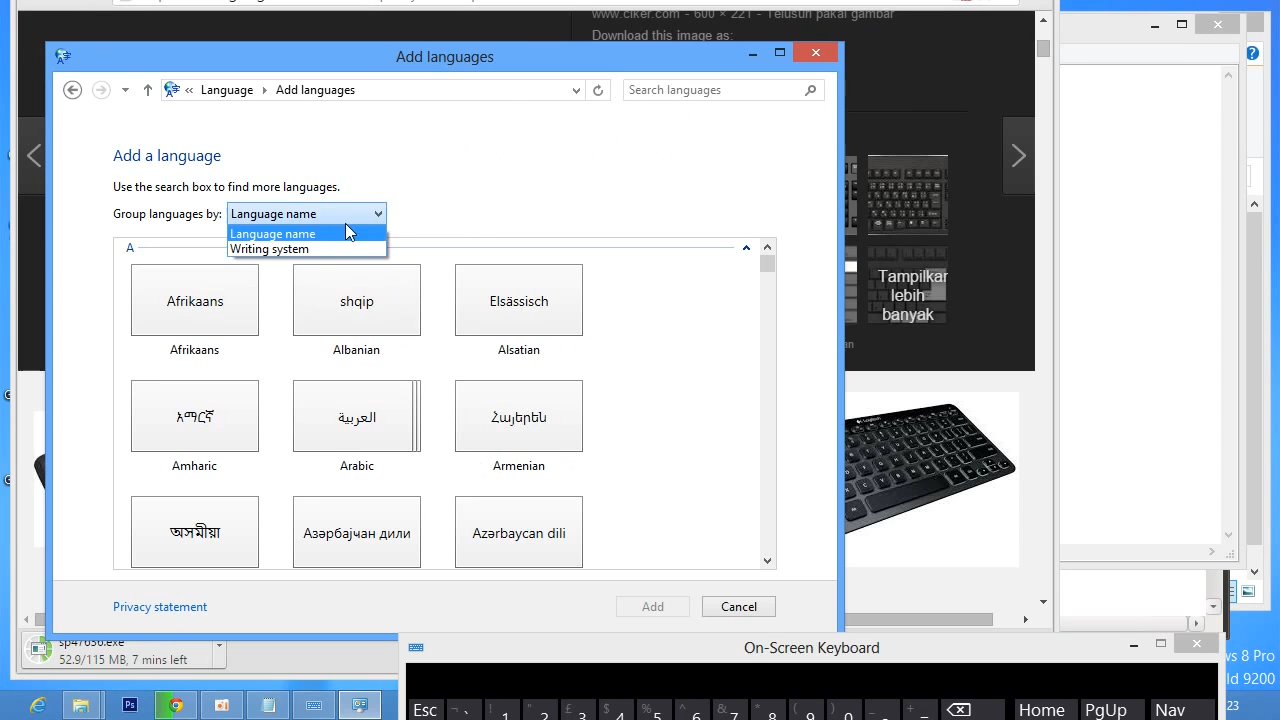 www.ciker.com - 600 × 221 - Telusuri pakai gambar
Download this image as:
Add languages
Language
Add languages
Search languages
Add a language
Use the search box to find more languages.
Group languages by:
Language name
Language name
Writing system
A
Afrikaans
shqip
Elsässisch
Afrikaans
Albanian
Alsatian
አማርኛ
العربية
Հայերեն
Amharic
Arabic
Armenian
অসমীয়া
Азәрбајҹан дили
Azərbaycan dili
Tampilkan
lebih
banyak
Privacy statement
Add
Cancel
sp47636.exe
52.9/115 MB, 7 mins left
On-Screen Keyboard
Esc
Home
PgUp
Nav
s 8 Pro
ld 9200
23